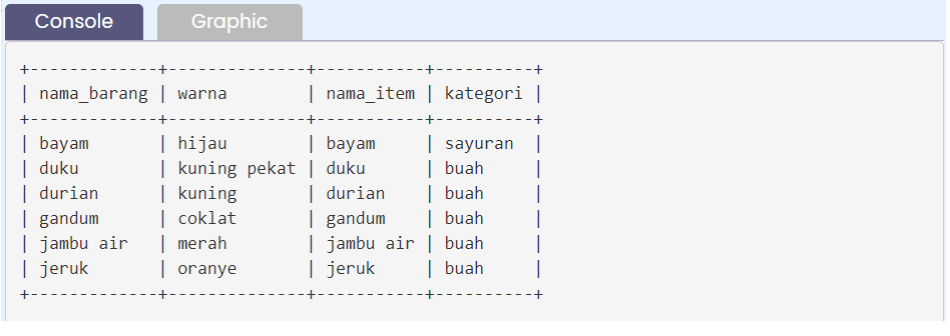 Console Graphic
+-------------+--------------+-----------+----------+
| nama_barang | warna        | nama_item | kategori |
+-------------+--------------+-----------+----------+
| bayam       | hijau        | bayam     | sayuran  |
| duku        | kuning pekat | duku      | buah     |
| durian      | kuning       | durian    | buah     |
| gandum      | coklat       | gandum    | buah     |
| jambu air   | merah        | jambu air | buah     |
| jeruk       | oranye       | jeruk     | buah     |
+-------------+--------------+-----------+----------+